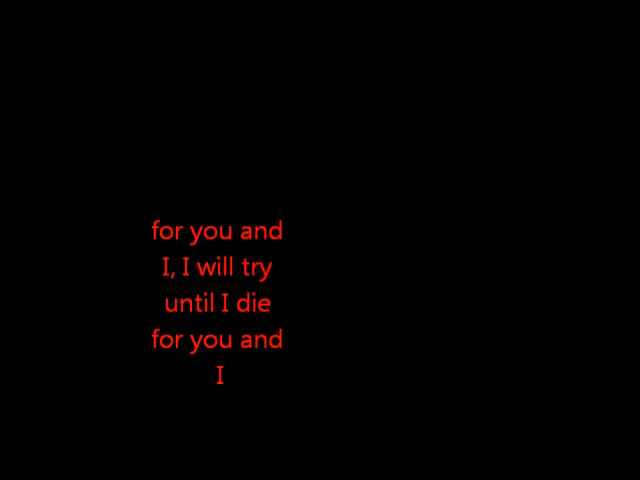 for you and
I, I will try
until I die
for you and
I